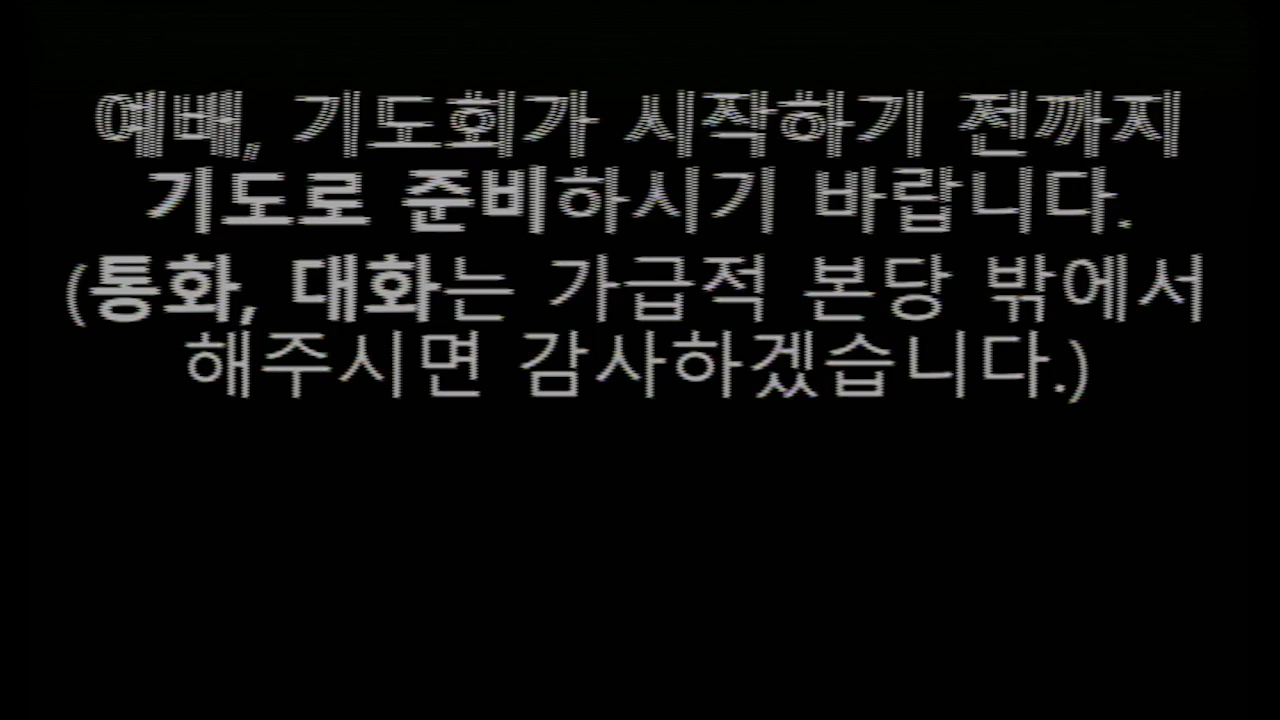 예배, 기도회가 시작하기 전까지
기도로 준비하시기 바랍니다.
(통화, 대화는 가급적 본당 밖에서
해주시면 감사하겠습니다.)